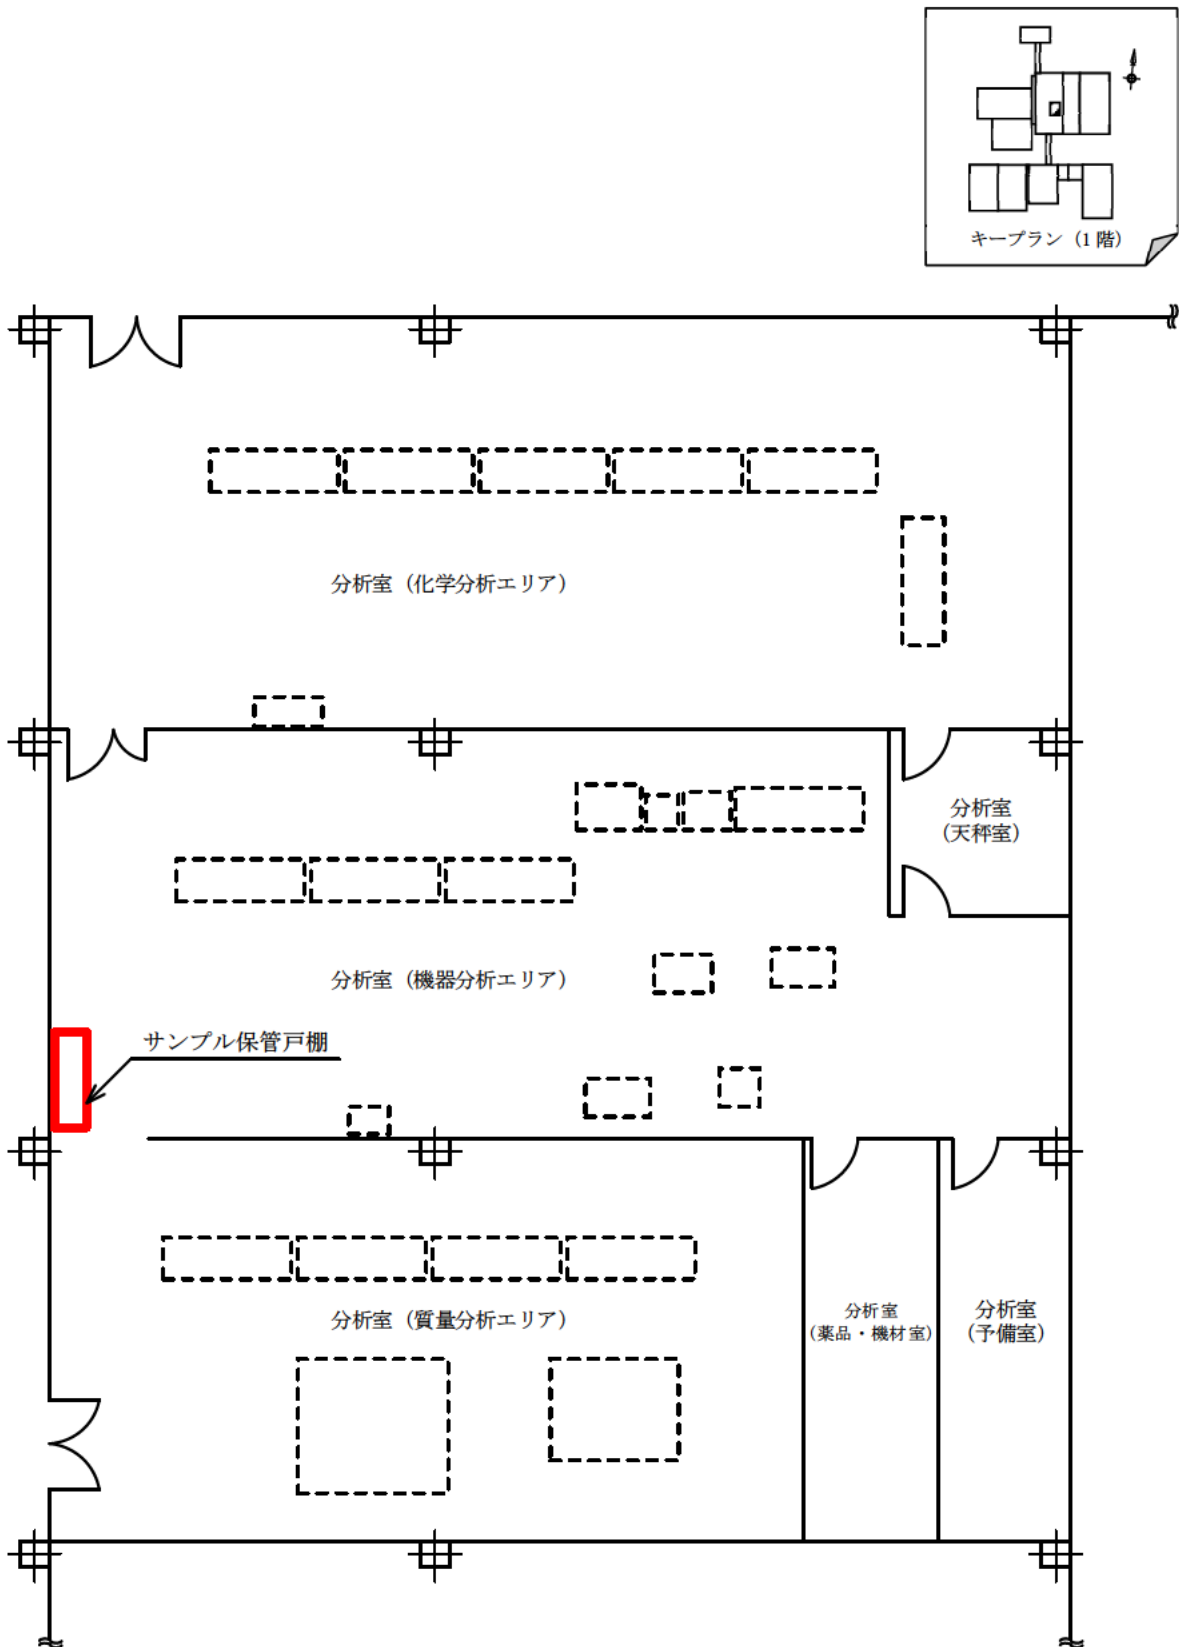 キープラン（1 階）
分析室（化学分析エリア）
分析室
（天秤室）
分析室（機器分析エリア）
サンプル保管戸棚
分析室（質量分析エリア）
分析室
（薬品・機材室）
分析室
（予備室）